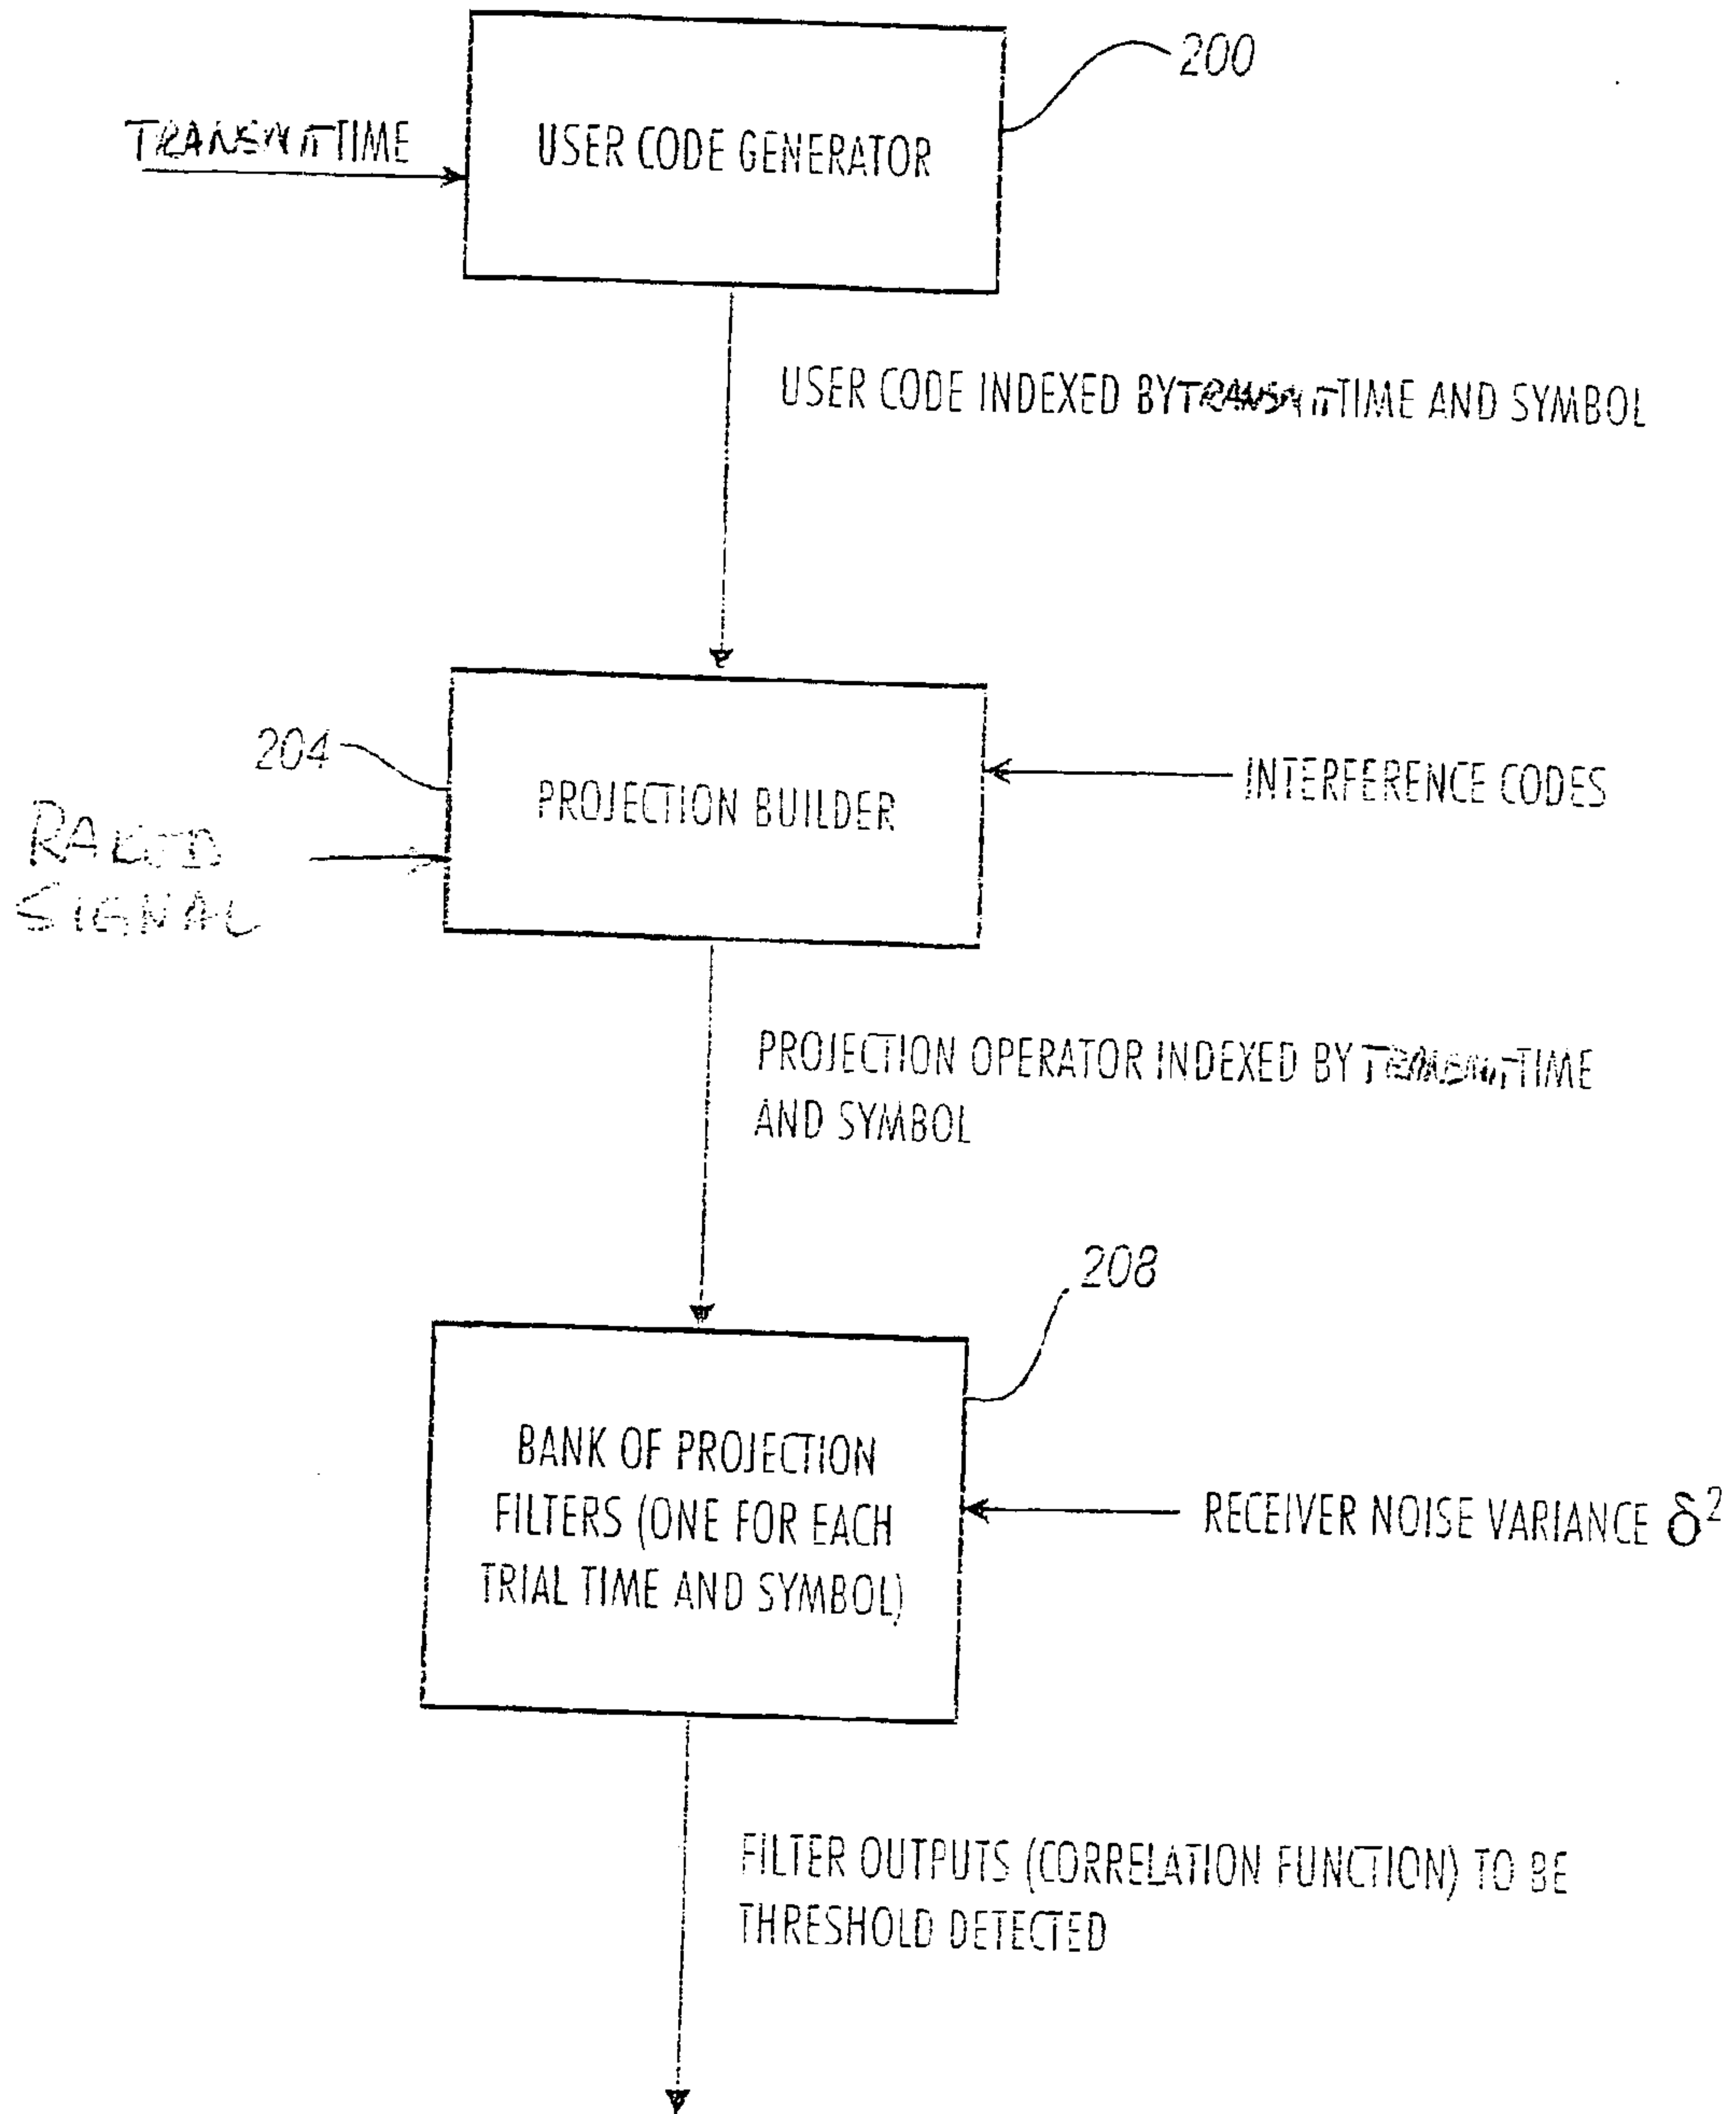 200
TRANSMIT TIME
USER CODE GENERATOR
USER CODE INDEXED BY TRANSMIT TIME AND SYMBOL
204
PROJECTION BUILDER
INTERFERENCE CODES
RAKED
SIGNAL
PROJECTION OPERATOR INDEXED BY TRANSMIT TIME
AND SYMBOL
208
BANK OF PROJECTION
FILTERS (ONE FOR EACH
TRIAL TIME AND SYMBOL)
RECEIVER NOISE VARIANCE δ²
FILTER OUTPUTS (CORRELATION FUNCTION) TO BE
THRESHOLD DETECTED